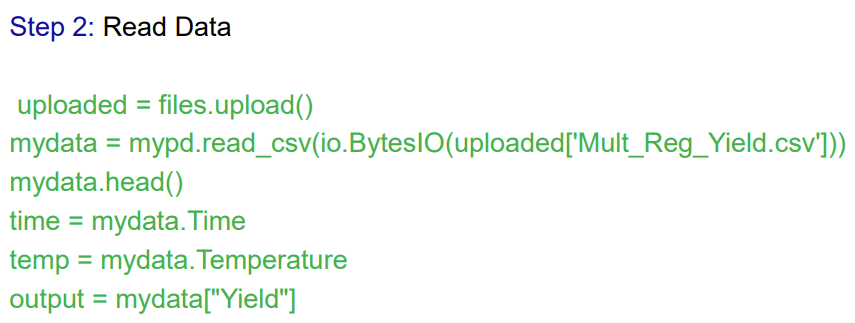 Step 2: Read Data
uploaded = files.upload()
mydata = mypd.read_csv(io.BytesIO(uploaded['Mult_Reg_Yield.csv']))
mydata.head()
time = mydata.Time
temp = mydata.Temperature
output = mydata["Yield"]